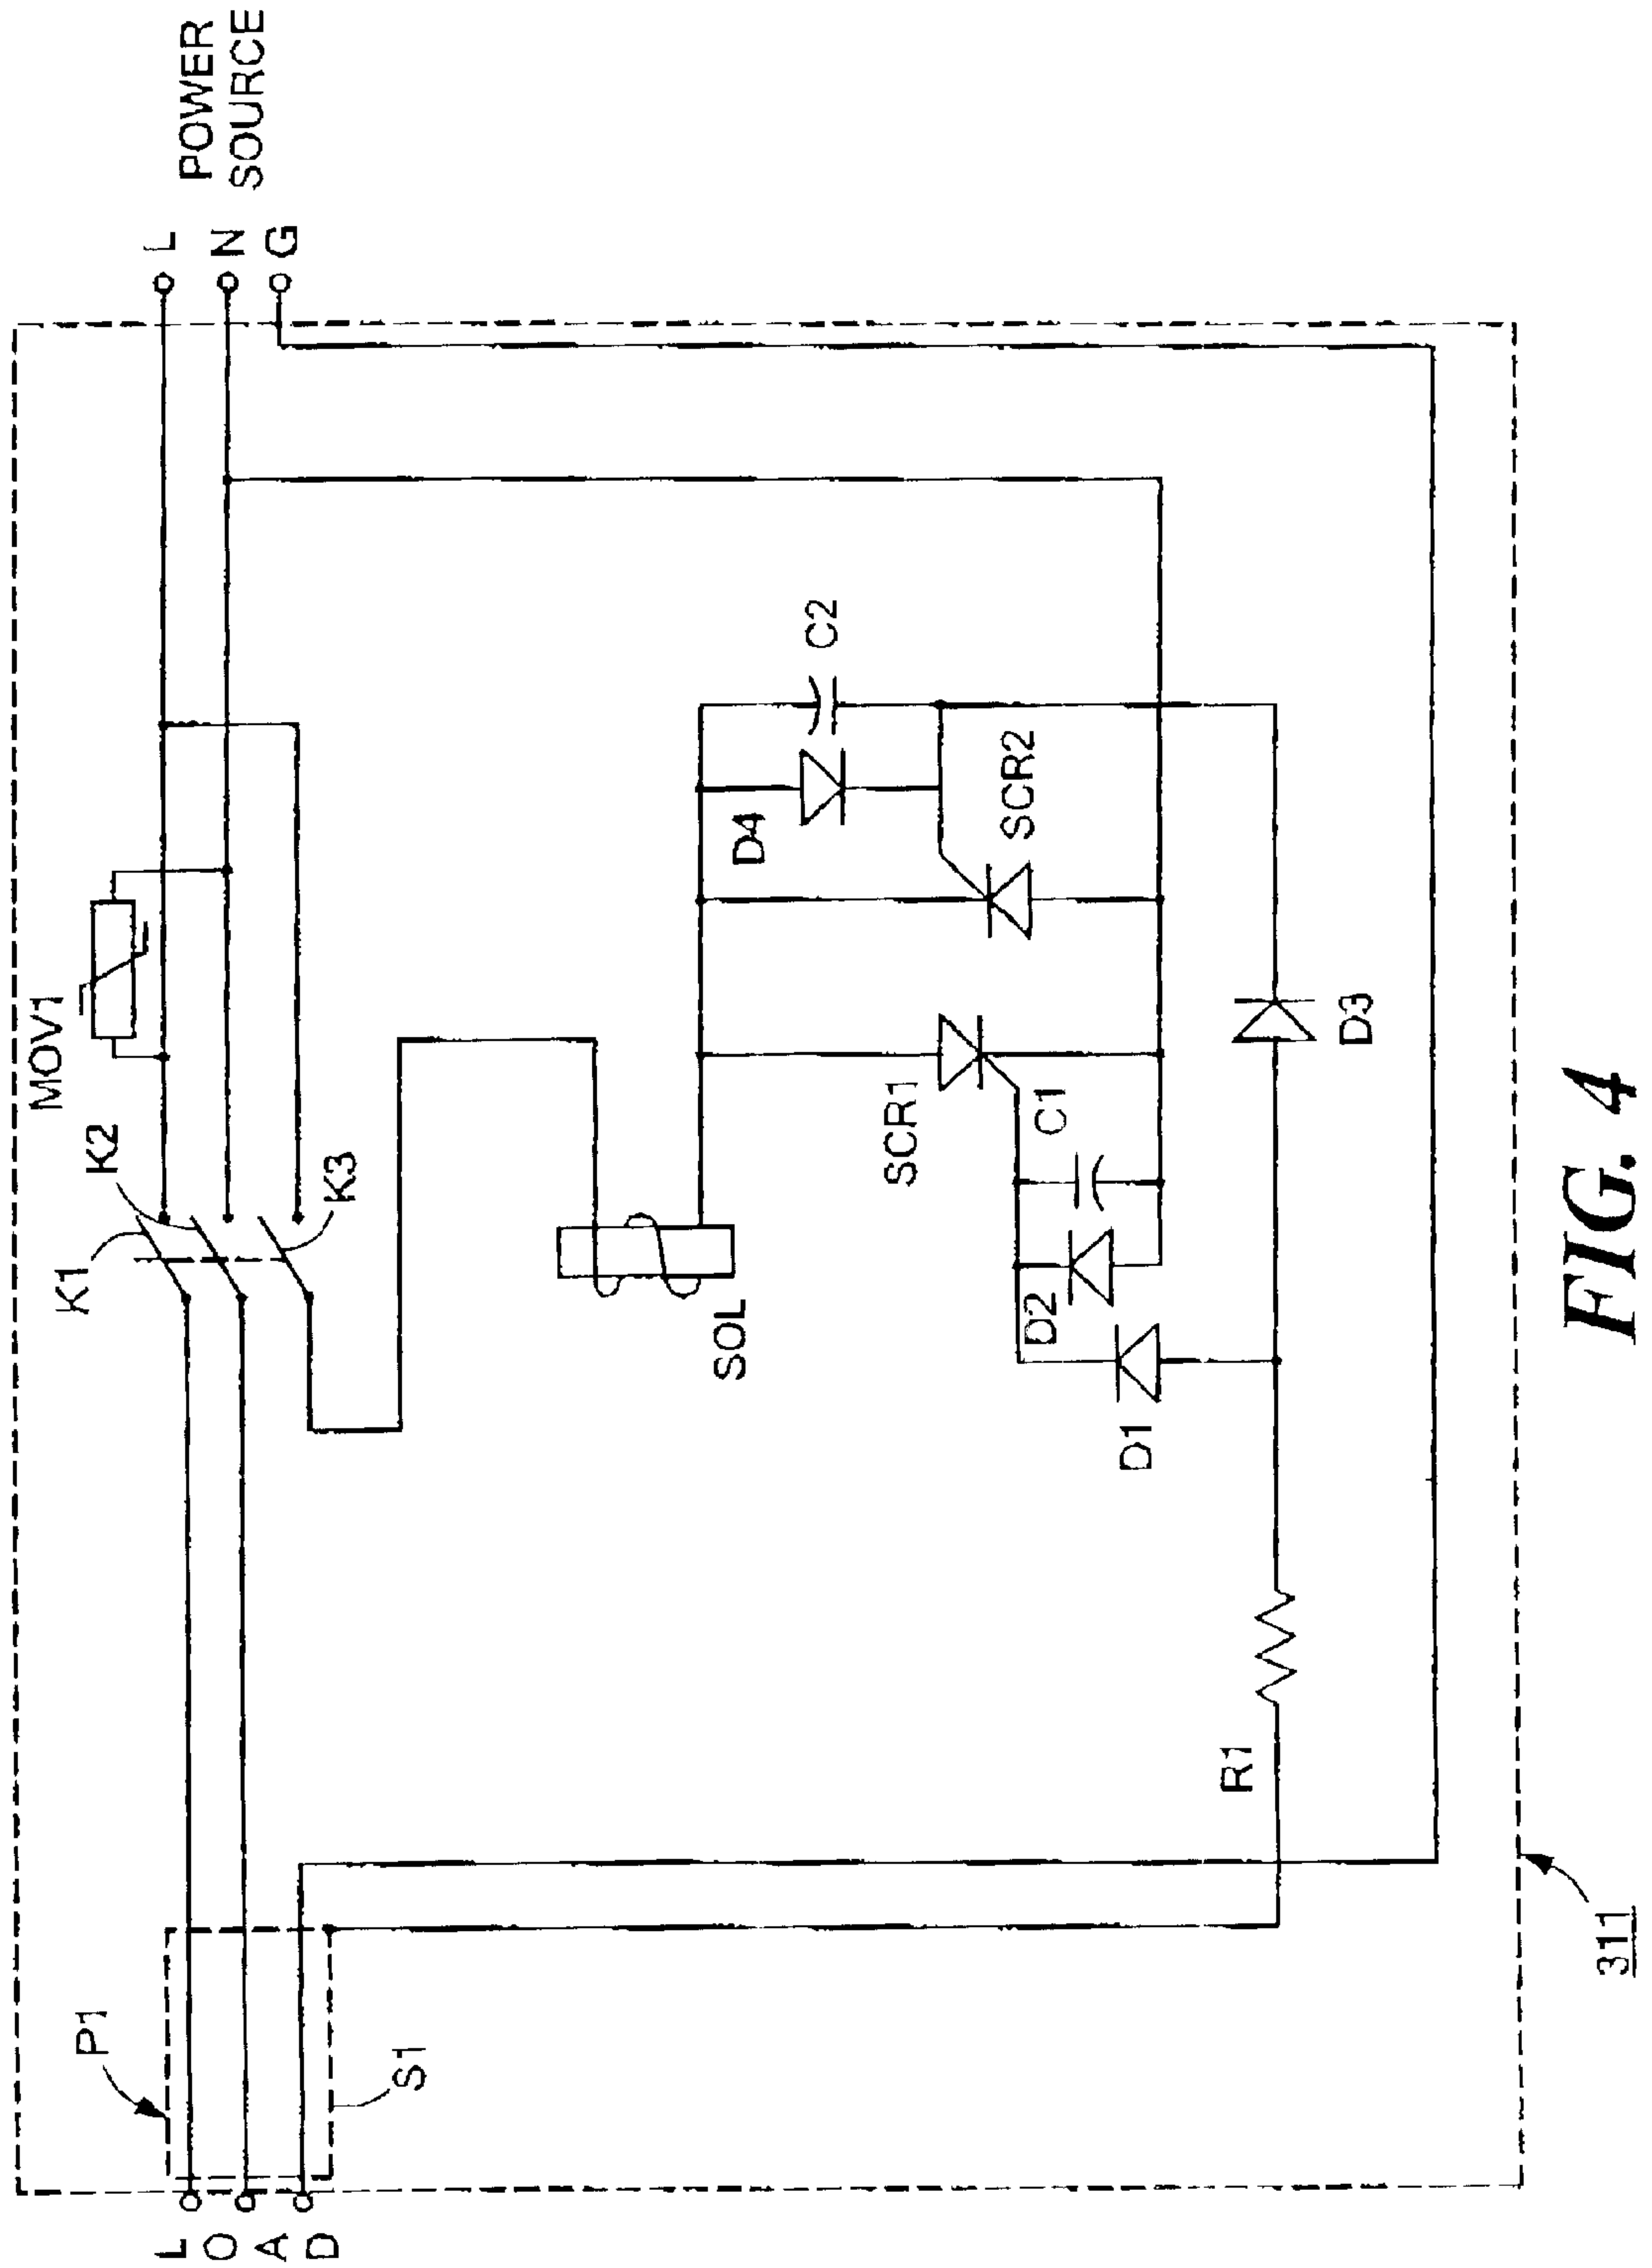 POWER
SOURCE
L
N
G
MOV1
K2
K1
K3
C2
D4
SCR2
SCR1
C1
SOL
D2
D1
D3
R1
P1
S1
L
O
A
D
311
FIG. 4